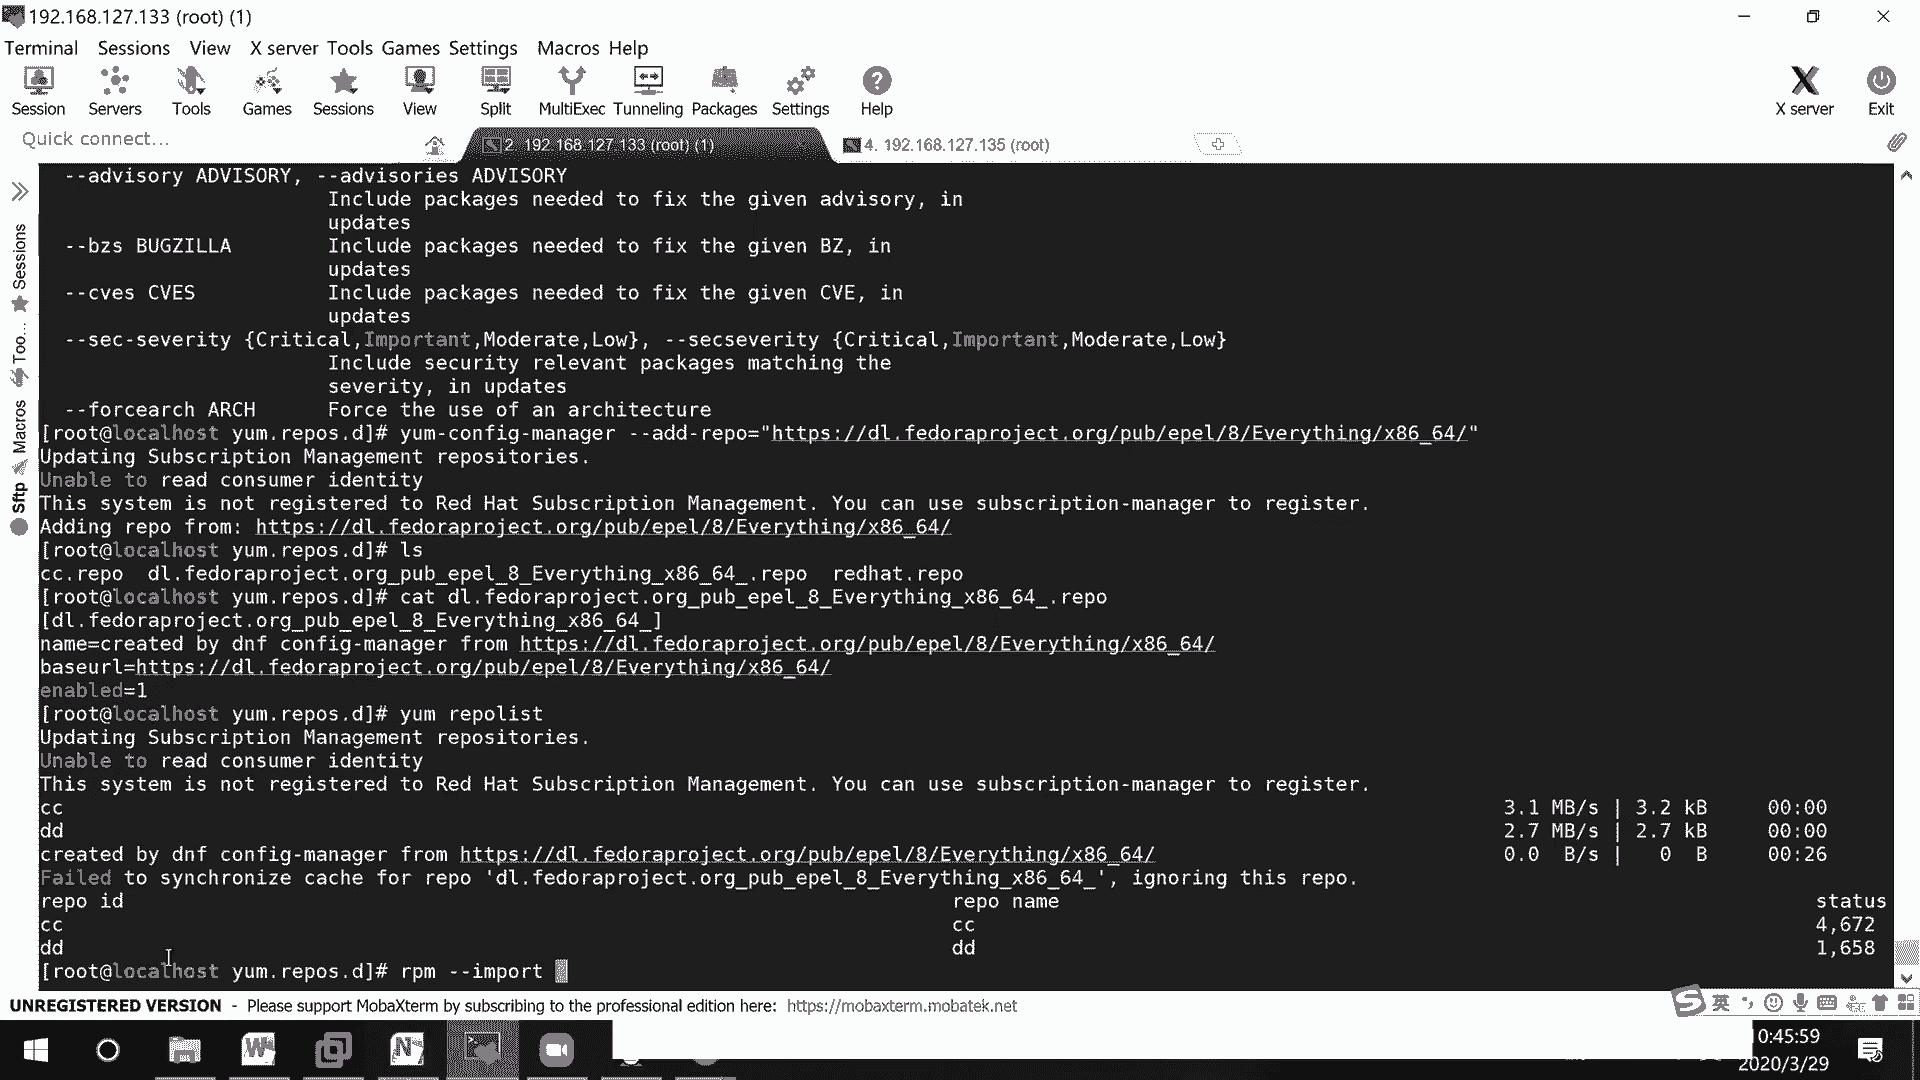 192.168.127.133 (root) (1)
Terminal Sessions View X server Tools Games Settings Macros Help
Session Servers Tools Games Sessions View Split MultiExec Tunneling Packages Settings Help X server Exit
Quick connect...
2. 192.168.127.133 (root) (1)
4. 192.168.127.135 (root)
Sessions
Too...
Macros
Sftp
--advisory ADVISORY, --advisories ADVISORY
Include packages needed to fix the given advisory, in
updates
--bzs BUGZILLA Include packages needed to fix the given BZ, in
updates
--cves CVES Include packages needed to fix the given CVE, in
updates
--sec-severity {Critical,Important,Moderate,Low}, --secseverity {Critical,Important,Moderate,Low}
Include security relevant packages matching the
severity, in updates
--forcearch ARCH Force the use of an architecture
[root@localhost yum.repos.d]# yum-config-manager --add-repo="https://dl.fedoraproject.org/pub/epel/8/Everything/x86_64/"
Updating Subscription Management repositories.
Unable to read consumer identity
This system is not registered to Red Hat Subscription Management. You can use subscription-manager to register.
Adding repo from: https://dl.fedoraproject.org/pub/epel/8/Everything/x86_64/
[root@localhost yum.repos.d]# ls
cc.repo dl.fedoraproject.org_pub_epel_8_Everything_x86_64_.repo redhat.repo
[root@localhost yum.repos.d]# cat dl.fedoraproject.org_pub_epel_8_Everything_x86_64_.repo
[dl.fedoraproject.org_pub_epel_8_Everything_x86_64_]
name=created by dnf config-manager from https://dl.fedoraproject.org/pub/epel/8/Everything/x86_64/
baseurl=https://dl.fedoraproject.org/pub/epel/8/Everything/x86_64/
enabled=1
[root@localhost yum.repos.d]# yum repolist
Updating Subscription Management repositories.
Unable to read consumer identity
This system is not registered to Red Hat Subscription Management. You can use subscription-manager to register.
cc 3.1 MB/s | 3.2 kB 00:00
dd 2.7 MB/s | 2.7 kB 00:00
created by dnf config-manager from https://dl.fedoraproject.org/pub/epel/8/Everything/x86_64/ 0.0 B/s | 0 B 00:26
Failed to synchronize cache for repo 'dl.fedoraproject.org_pub_epel_8_Everything_x86_64_', ignoring this repo.
repo id repo name status
cc cc 4,672
dd dd 1,658
[root@localhost yum.repos.d]# rpm --import
UNREGISTERED VERSION - Please support MobaXterm by subscribing to the professional edition here: https://mobaxterm.mobatek.net
英
0:45:59
2020/3/29